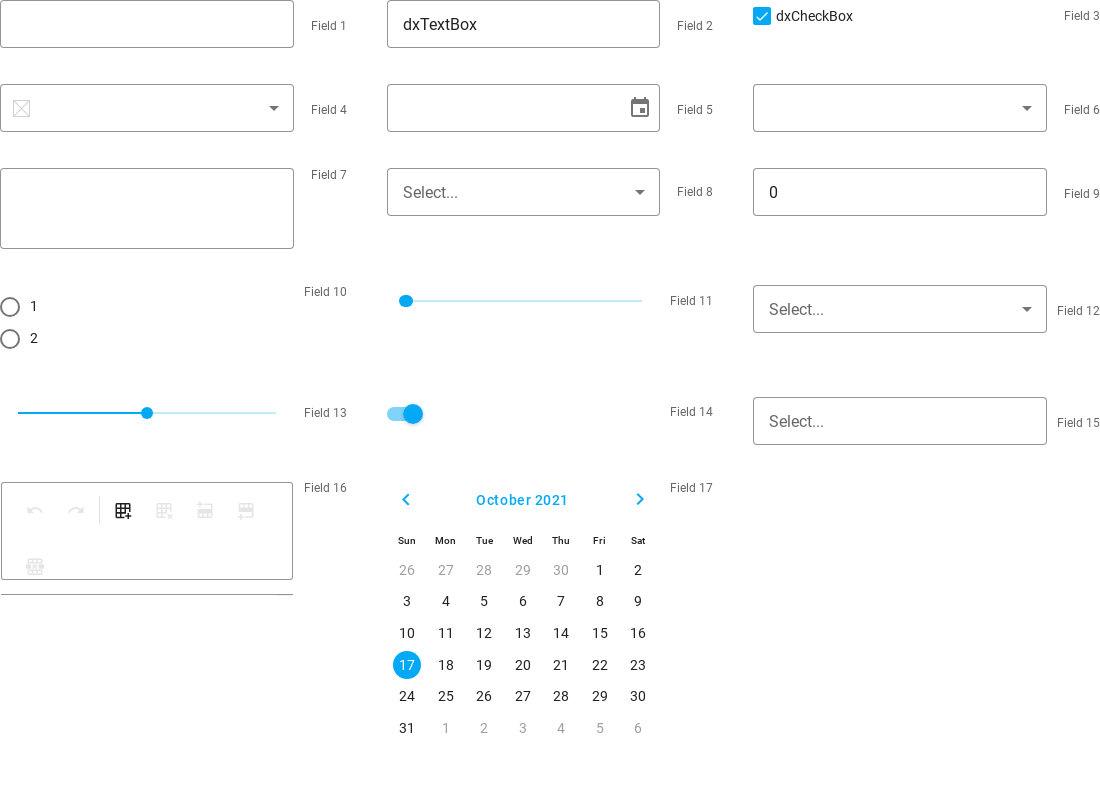 Field 1
dxTextBox
Field 2
dxCheckBox
Field 3
Field 4
Field 5
Field 6
Field 7
Select...
Field 8
0
Field 9
1
2
Field 10
Field 11
Select...
Field 12
Field 13
Field 14
Select...
Field 15
Field 16
October 2021
Field 17
Sun Mon Tue Wed Thu Fri Sat
26 27 28 29 30 1 2
3 4 5 6 7 8 9
10 11 12 13 14 15 16
17 18 19 20 21 22 23
24 25 26 27 28 29 30
31 1 2 3 4 5 6